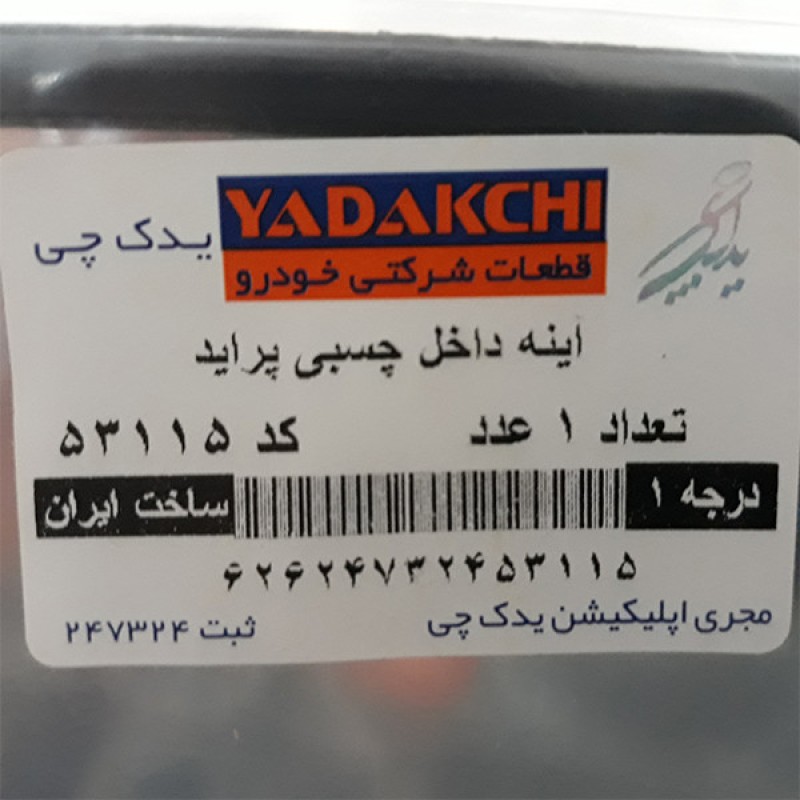 YADAKCHI
یدک چی
قطعات شرکتی خودرو
اینه داخل چسبی پراید
تعداد ۱ عدد کد ۵۳۱۱۵
درجه ۱ ساخت ایران
۶۲۶۲۴۷۳۲۴۵۳۱۱۵
مجری اپلیکیشن یدک چی ثبت ۲۴۷۳۲۴